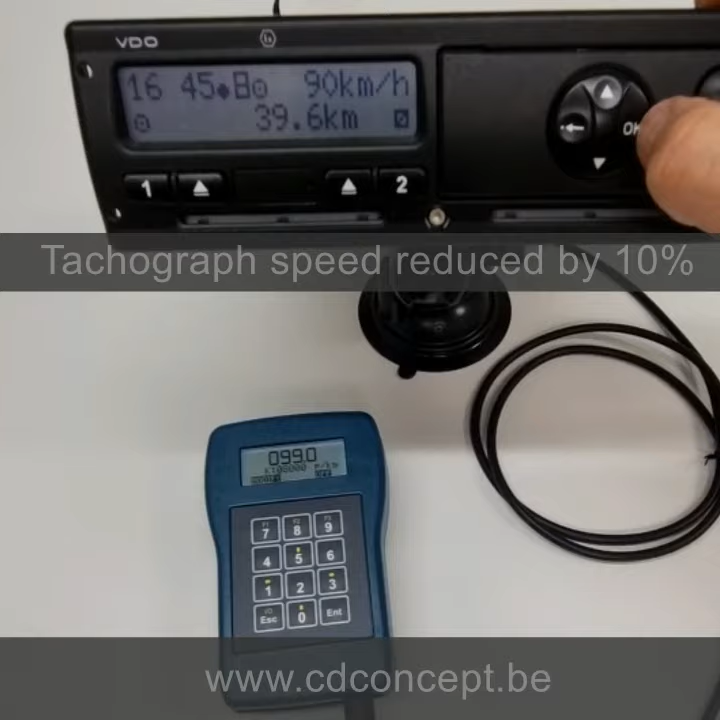 VDO
16 45 90km/h
39.6km
1 2
OK
Tachograph speed reduced by 10%
099.0
7 8 9
4 5 6
1 2 3
Esc 0 Ent
www.cdconcept.be